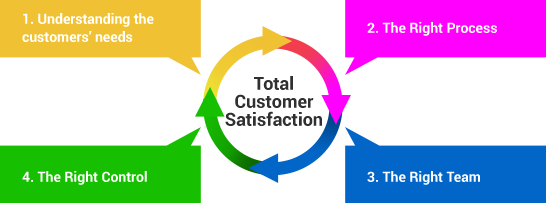 1. Understanding the
customers' needs
2. The Right Process
Total
Customer
Satisfaction
4. The Right Control
3. The Right Team